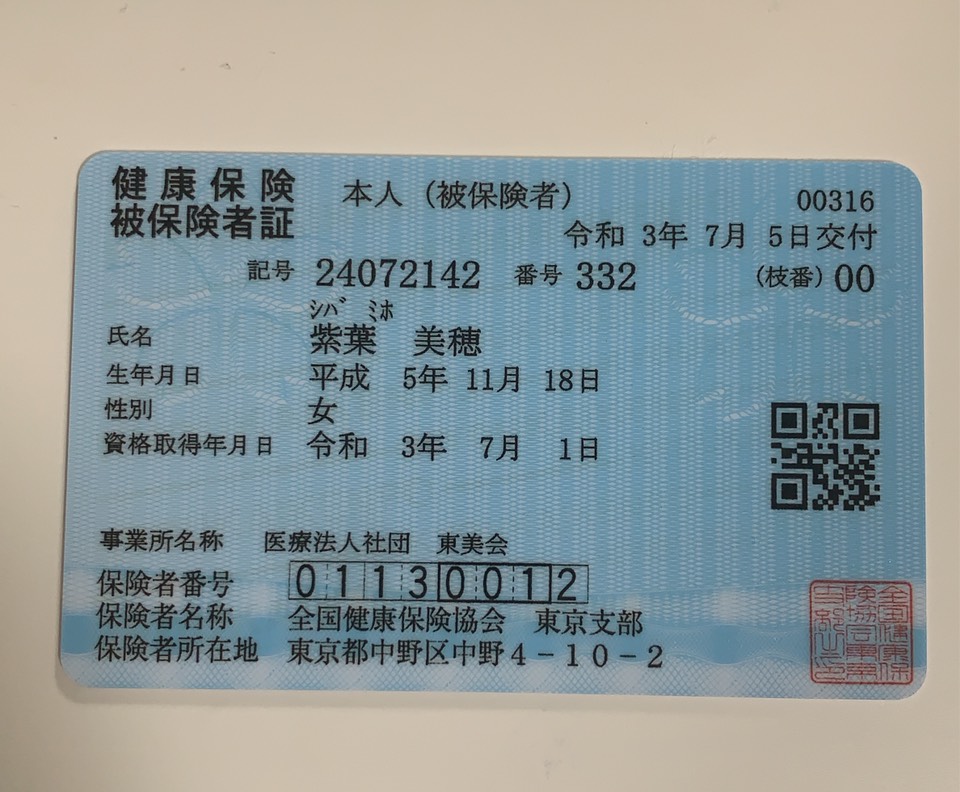 健康保険 本人（被保険者） 00316
被保険者証 令和 3年 7月 5日交付
記号 24072142 番号 332 (枝番) 00
ｼﾊﾞ ﾐﾎ
氏名 紫葉 美穂
生年月日 平成 5年 11月 18日
性別 女
資格取得年月日 令和 3年 7月 1日
事業所名称 医療法人社団 東美会
保険者番号 01130012
保険者名称 全国健康保険協会 東京支部
保険者所在地 東京都中野区中野4－10－2